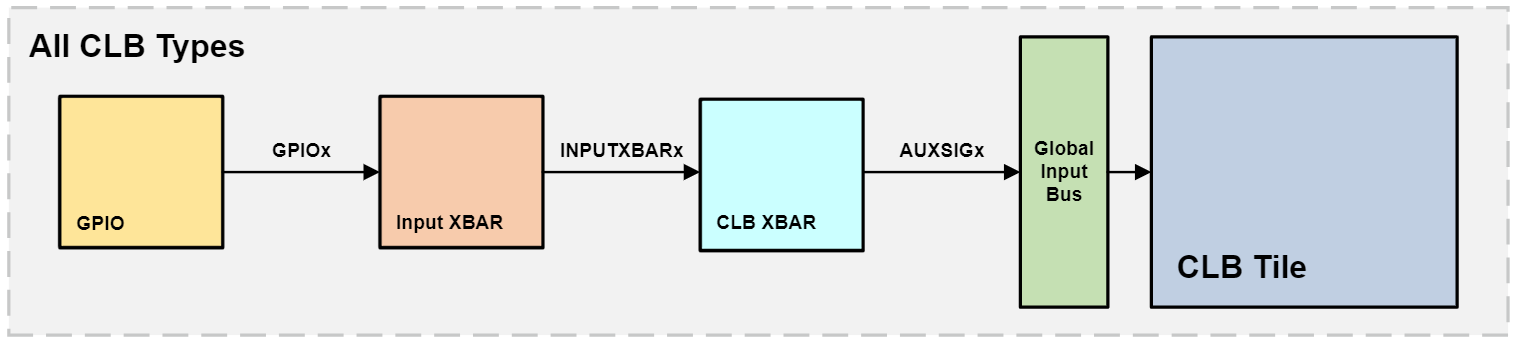 All CLB Types
GPIOx
INPUTXBARx
AUXSIGx
Global
Input
Bus
GPIO
Input XBAR
CLB XBAR
CLB Tile